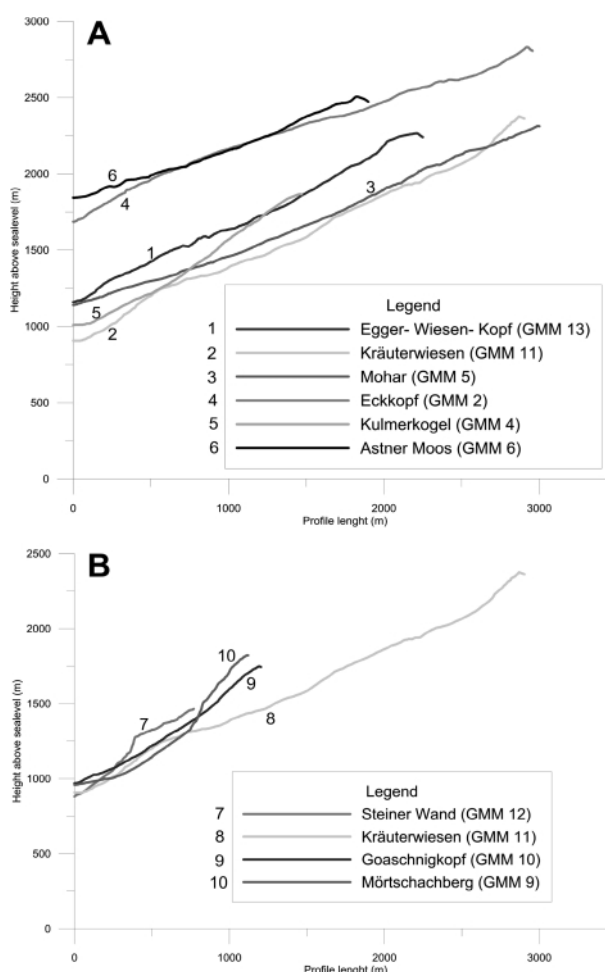 A
3000
2500
2000
1500
1000
500
0
Height above sealevel (m)
6
4
1
3
5
2
Legend
1 Egger- Wiesen- Kopf (GMM 13)
2 Kräuterwiesen (GMM 11)
3 Mohar (GMM 5)
4 Eckkopf (GMM 2)
5 Kulmerkogel (GMM 4)
6 Astner Moos (GMM 6)
0 1000 2000 3000
Profile lenght (m)
B
2500
2000
1500
1000
500
0
Height above sealevel (m)
10
9
7
8
Legend
7 Steiner Wand (GMM 12)
8 Kräuterwiesen (GMM 11)
9 Goaschnigkopf (GMM 10)
10 Mörtschachberg (GMM 9)
0 1000 2000 3000
Profile lenght (m)